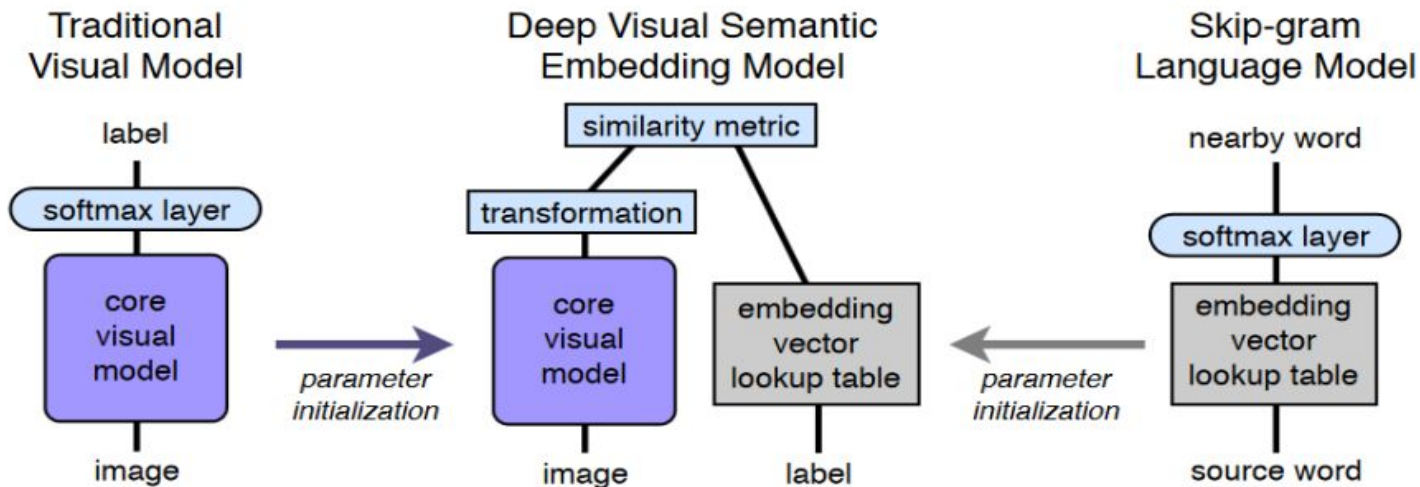 Traditional
Visual Model
label
softmax layer
core
visual
model
image
parameter
initialization
Deep Visual Semantic
Embedding Model
similarity metric
transformation
core
visual
model
image
embedding
vector
lookup table
label
parameter
initialization
Skip-gram
Language Model
nearby word
softmax layer
embedding
vector
lookup table
source word